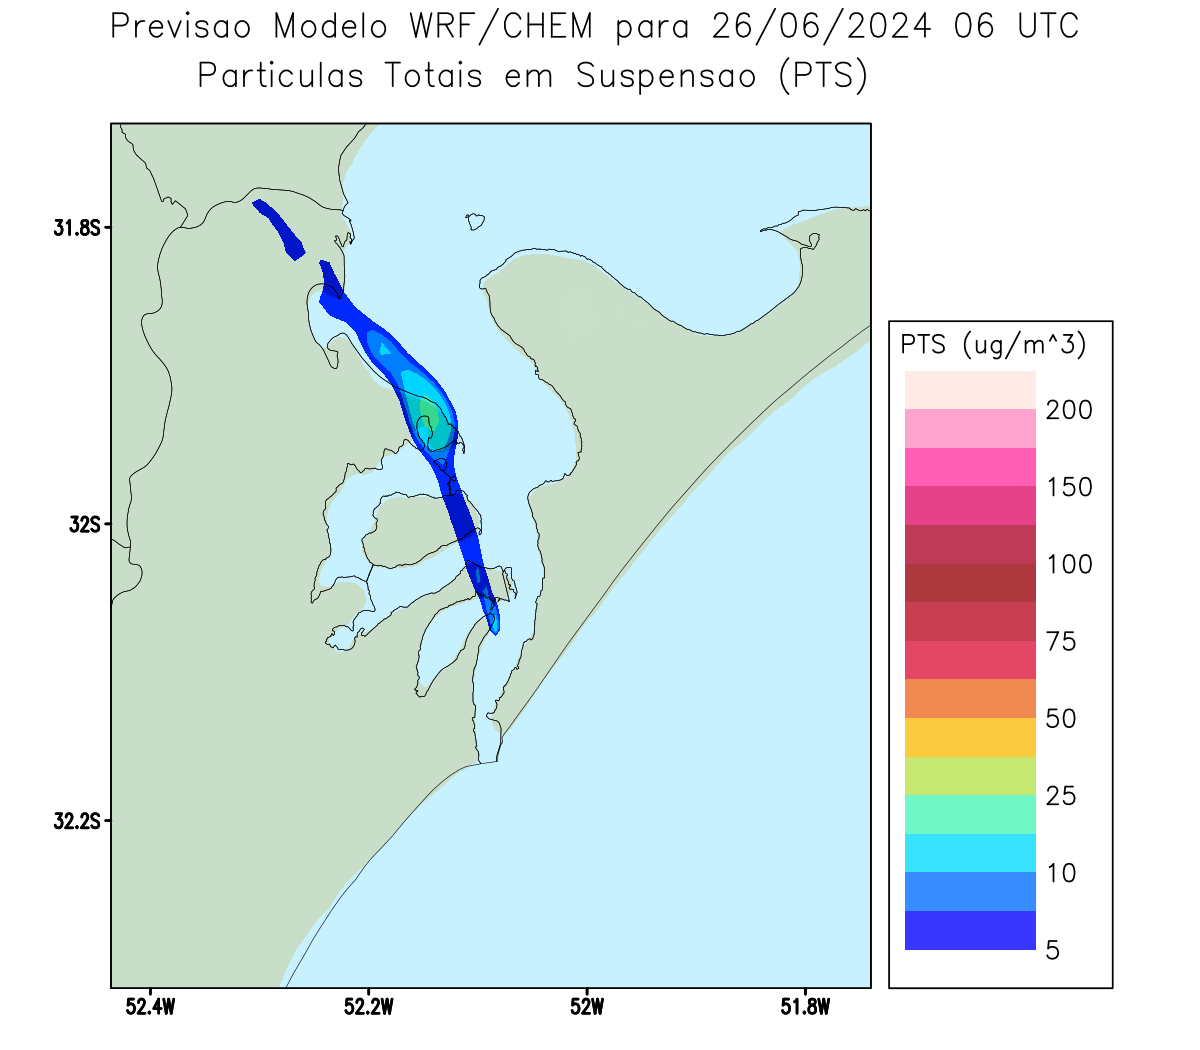 Previsao Modelo WRF/CHEM para 26/06/2024 06 UTC
Particulas Totais em Suspensao (PTS)
31.8S
32S
32.2S
52.4W
52.2W
52W
51.8W
PTS (ug/m^3)
200
150
100
75
50
25
10
5